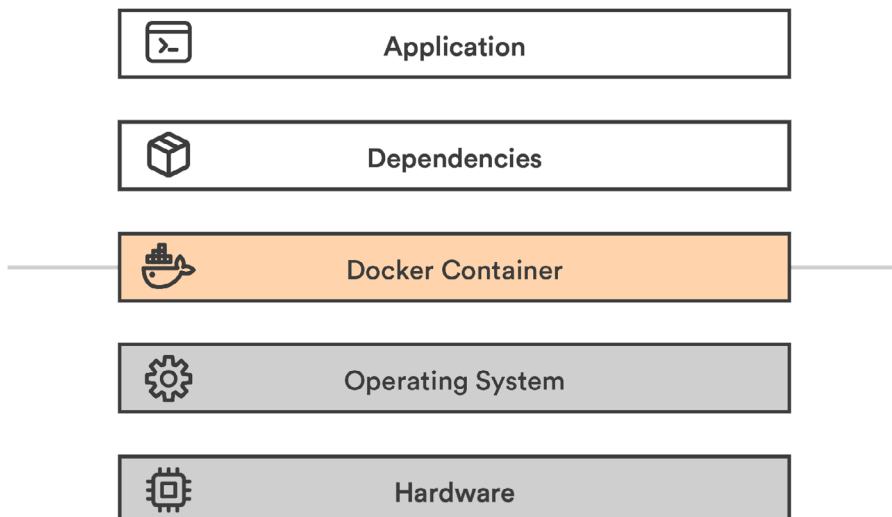 Application
Dependencies
Docker Container
Operating System
Hardware